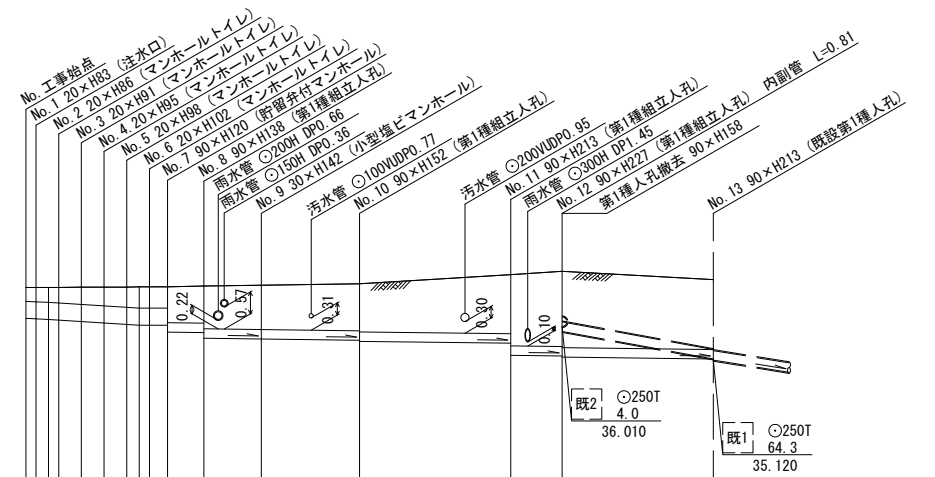 No.工事始点
No.1 20×H83 (注水口)
No.2 20×H86 (マンホールトイレ)
No.3 20×H91 (マンホールトイレ)
No.4 20×H95 (マンホールトイレ)
No.5 20×H98 (マンホールトイレ)
No.6 20×H102 (マンホールトイレ)
No.7 90×H120 (貯留弁付マンホール)
No.8 90×H138 (第1種組立人孔)
雨水管 ⊙200H DP0.66
雨水管 ⊙150H DP0.36
No.9 30×H142 (小型塩ビマンホール)
汚水管 ⊙100VUDP0.77
No.10 90×H152 (第1種組立人孔)
汚水管 ⊙200VUDP0.95
No.11 90×H213 (第1種組立人孔)
雨水管 ⊙300H DP1.45
No.12 90×H227 (第1種組立人孔) 内副管 L=0.81
第1種人孔撤去 90×H158
No.13 90×H213 (既設第1種人孔)
0.22
0.57
0.31
0.30
0.10
既2 ⊙250T
4.0
36.010
既1 ⊙250T
64.3
35.120